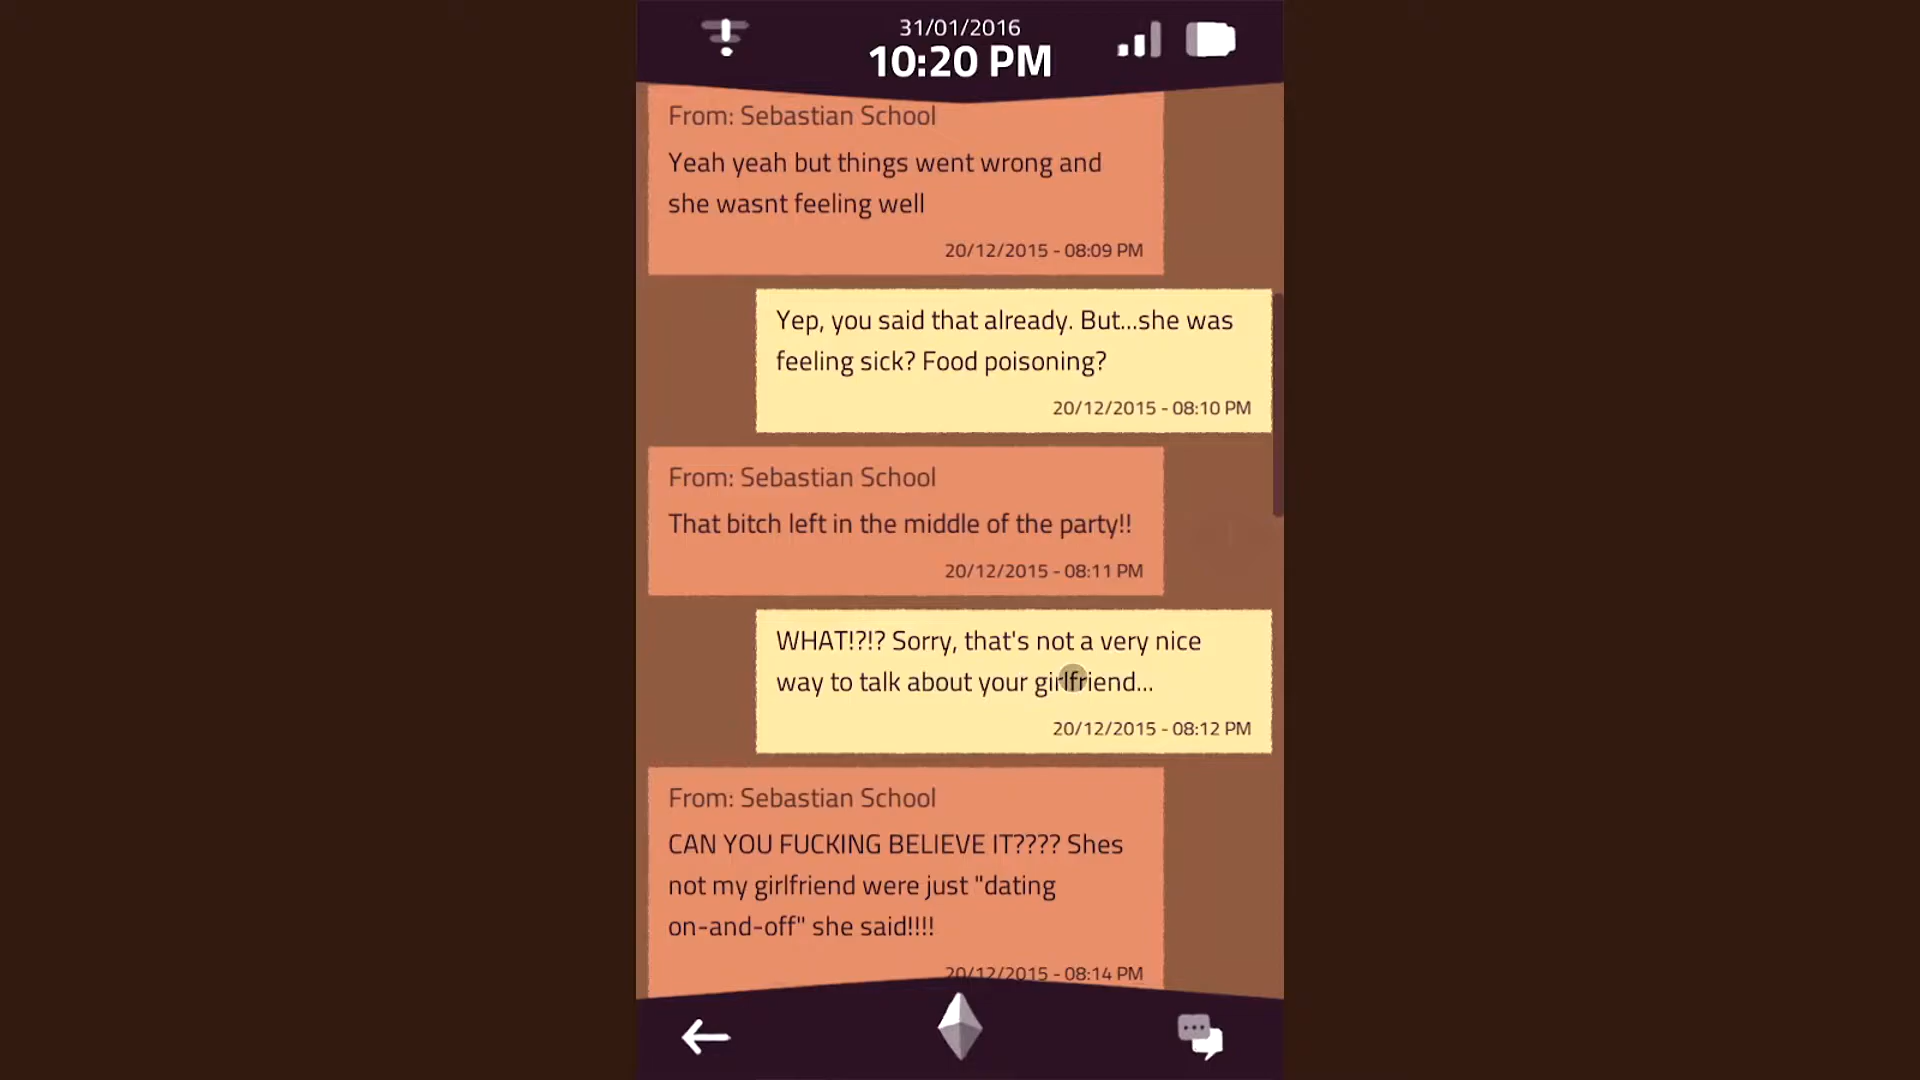 31/01/2016
10:20 PM
From: Sebastian School
Yeah yeah but things went wrong and
she wasnt feeling well
20/12/2015 - 08:09 PM
Yep, you said that already. But...she was
feeling sick? Food poisoning?
20/12/2015 - 08:10 PM
From: Sebastian School
That bitch left in the middle of the party!!
20/12/2015 - 08:11 PM
WHAT!?!? Sorry, that's not a very nice
way to talk about your girlfriend...
20/12/2015 - 08:12 PM
From: Sebastian School
CAN YOU FUCKING BELIEVE IT???? Shes
not my girlfriend were just "dating
on-and-off" she said!!!!
20/12/2015 - 08:14 PM